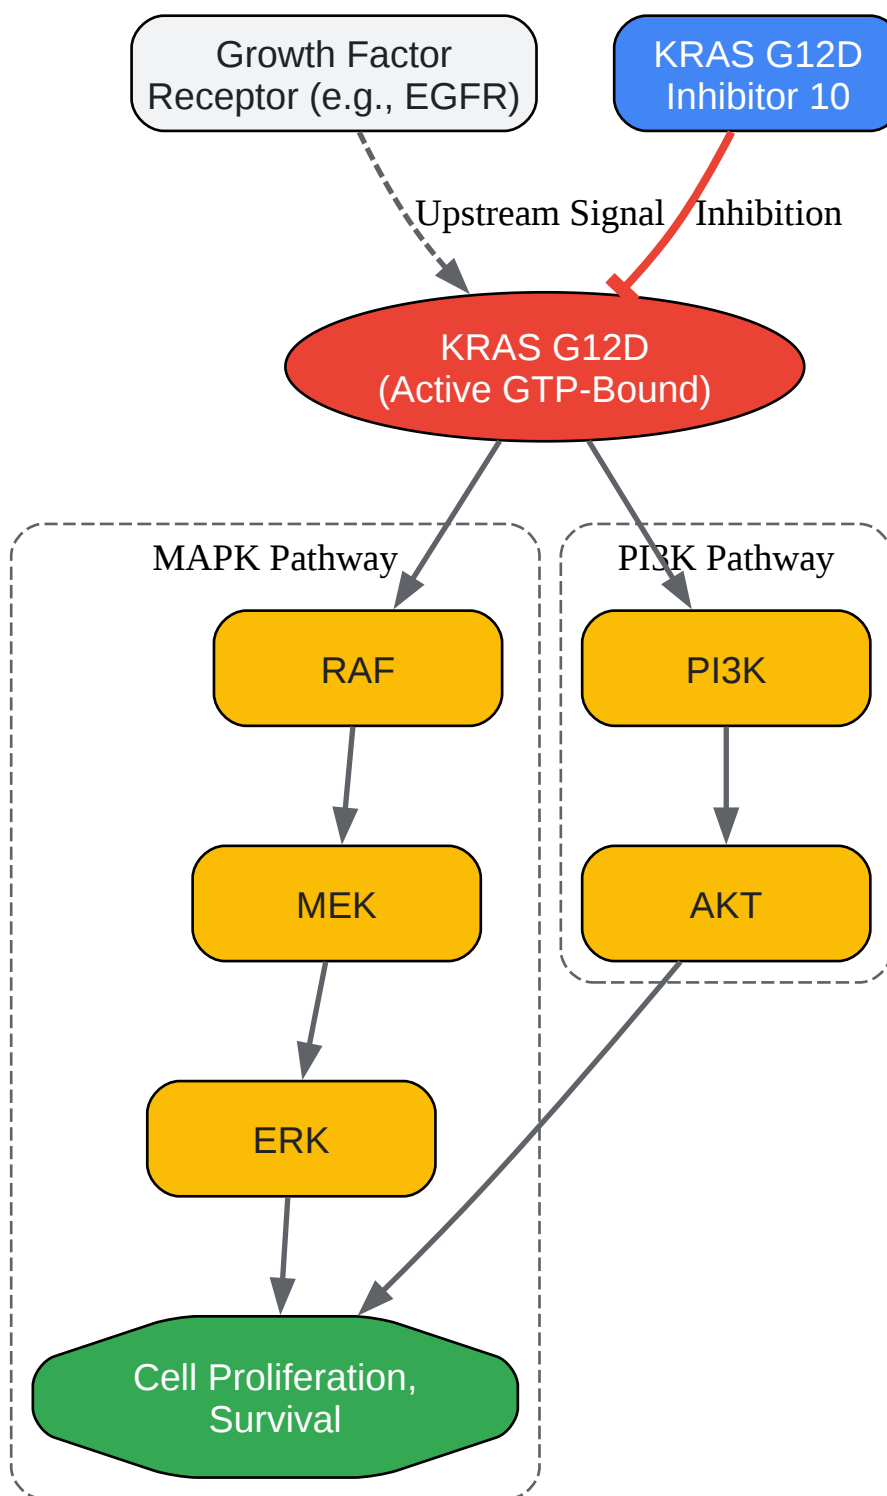 Growth Factor
Receptor (e.g., EGFR)
KRAS G12D
Inhibitor 10
Upstream Signal
Inhibition
KRAS G12D
(Active GTP-Bound)
MAPK Pathway
PI3K Pathway
RAF
PI3K
MEK
AKT
ERK
Cell Proliferation,
Survival